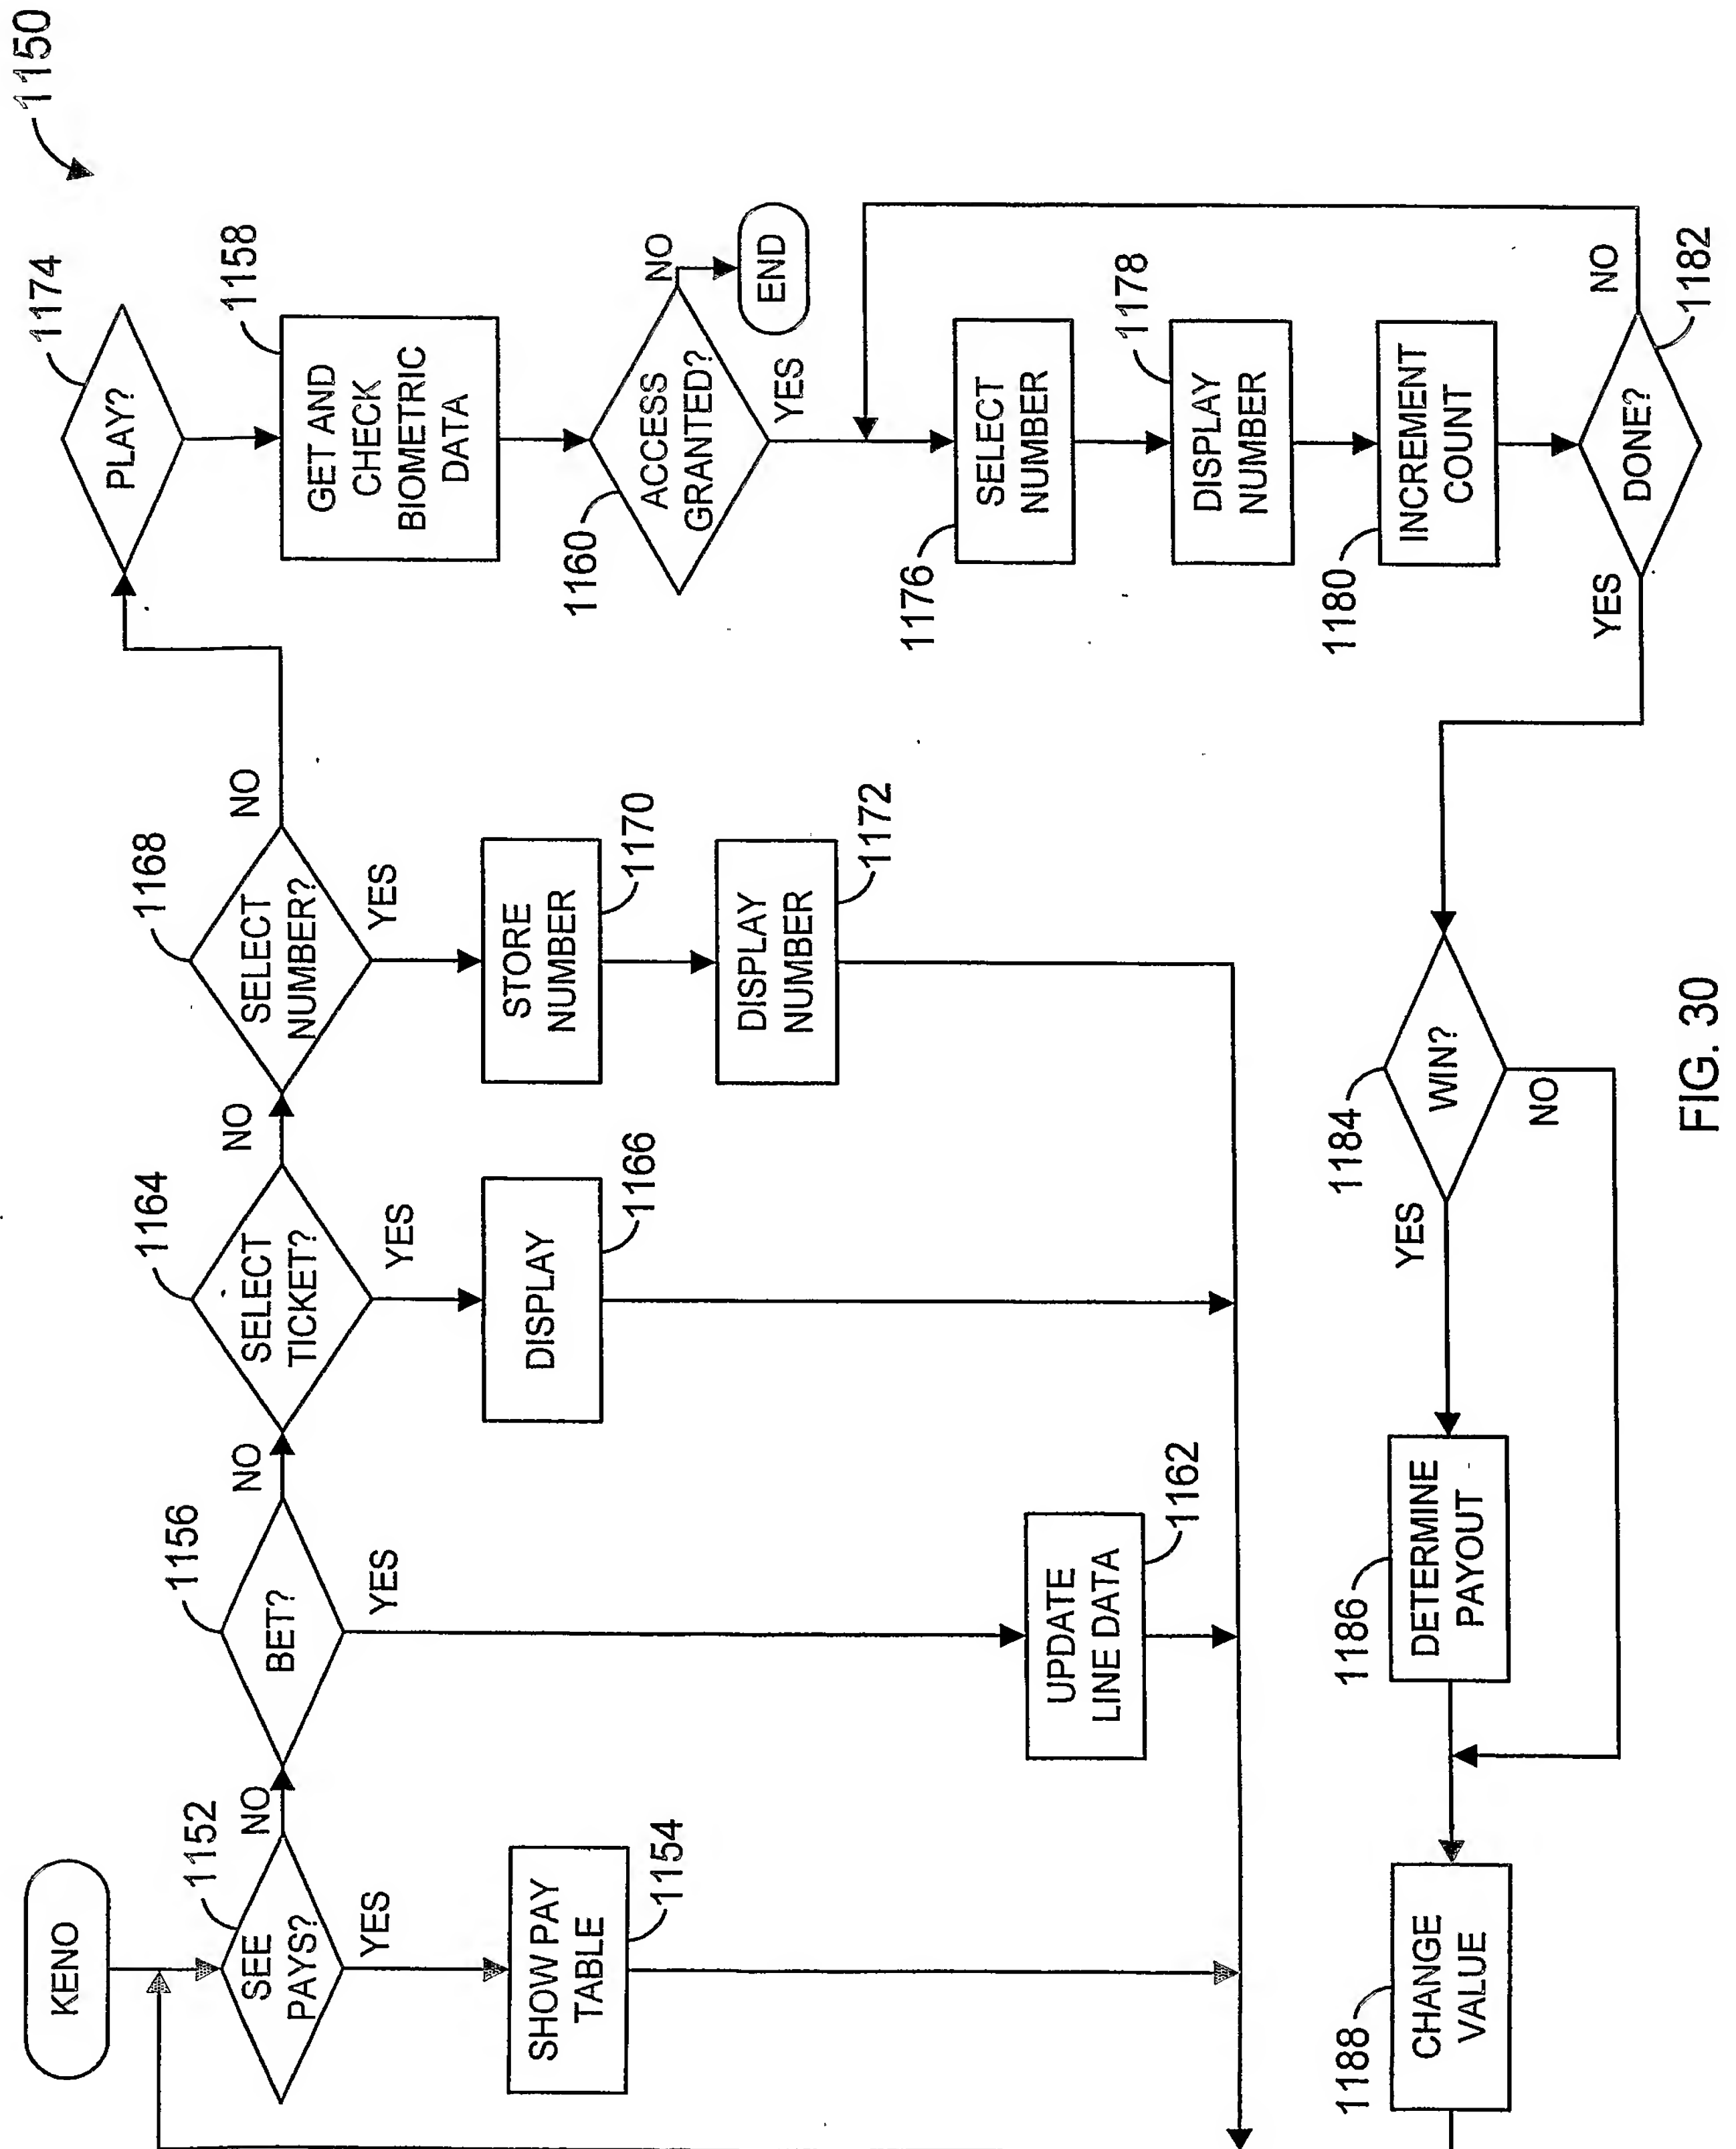 1150
KENO
1152
SEE
PAYS?
NO
YES
SHOW PAY
TABLE
1154
1156
BET?
NO
YES
UPDATE
LINE DATA
1162
1164
SELECT
TICKET?
NO
YES
DISPLAY
1166
1168
SELECT
NUMBER?
NO
YES
STORE
NUMBER
1170
DISPLAY
NUMBER
1172
1174
PLAY?
1158
GET AND
CHECK
BIOMETRIC
DATA
1160
ACCESS
GRANTED?
NO
END
YES
1176
SELECT
NUMBER
1178
DISPLAY
NUMBER
1180
INCREMENT
COUNT
DONE?
1182
NO
YES
1184
WIN?
YES
NO
1186
DETERMINE
PAYOUT
1188
CHANGE
VALUE
FIG. 30